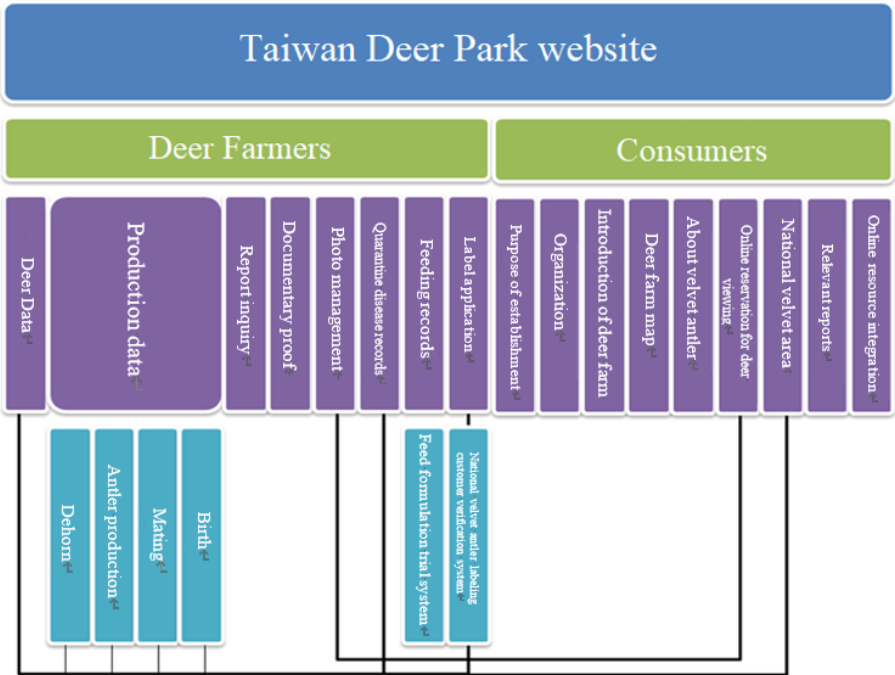 Taiwan Deer Park website
Deer Farmers
Consumers
Deer Data
Production data
Report inquiry
Documentary proof
Photo management
Quarantine disease records
Feeding records
Label application
Purpose of establishment
Organization
Introduction of deer farm
Deer farm map
About velvet antler
Online reservation for deer
viewing
National velvet area
Relevant reports
Online resource integration
Dehorn
Antler production
Mating
Birth
Feed formulation trial system
National velvet antler labeling
customer verification system